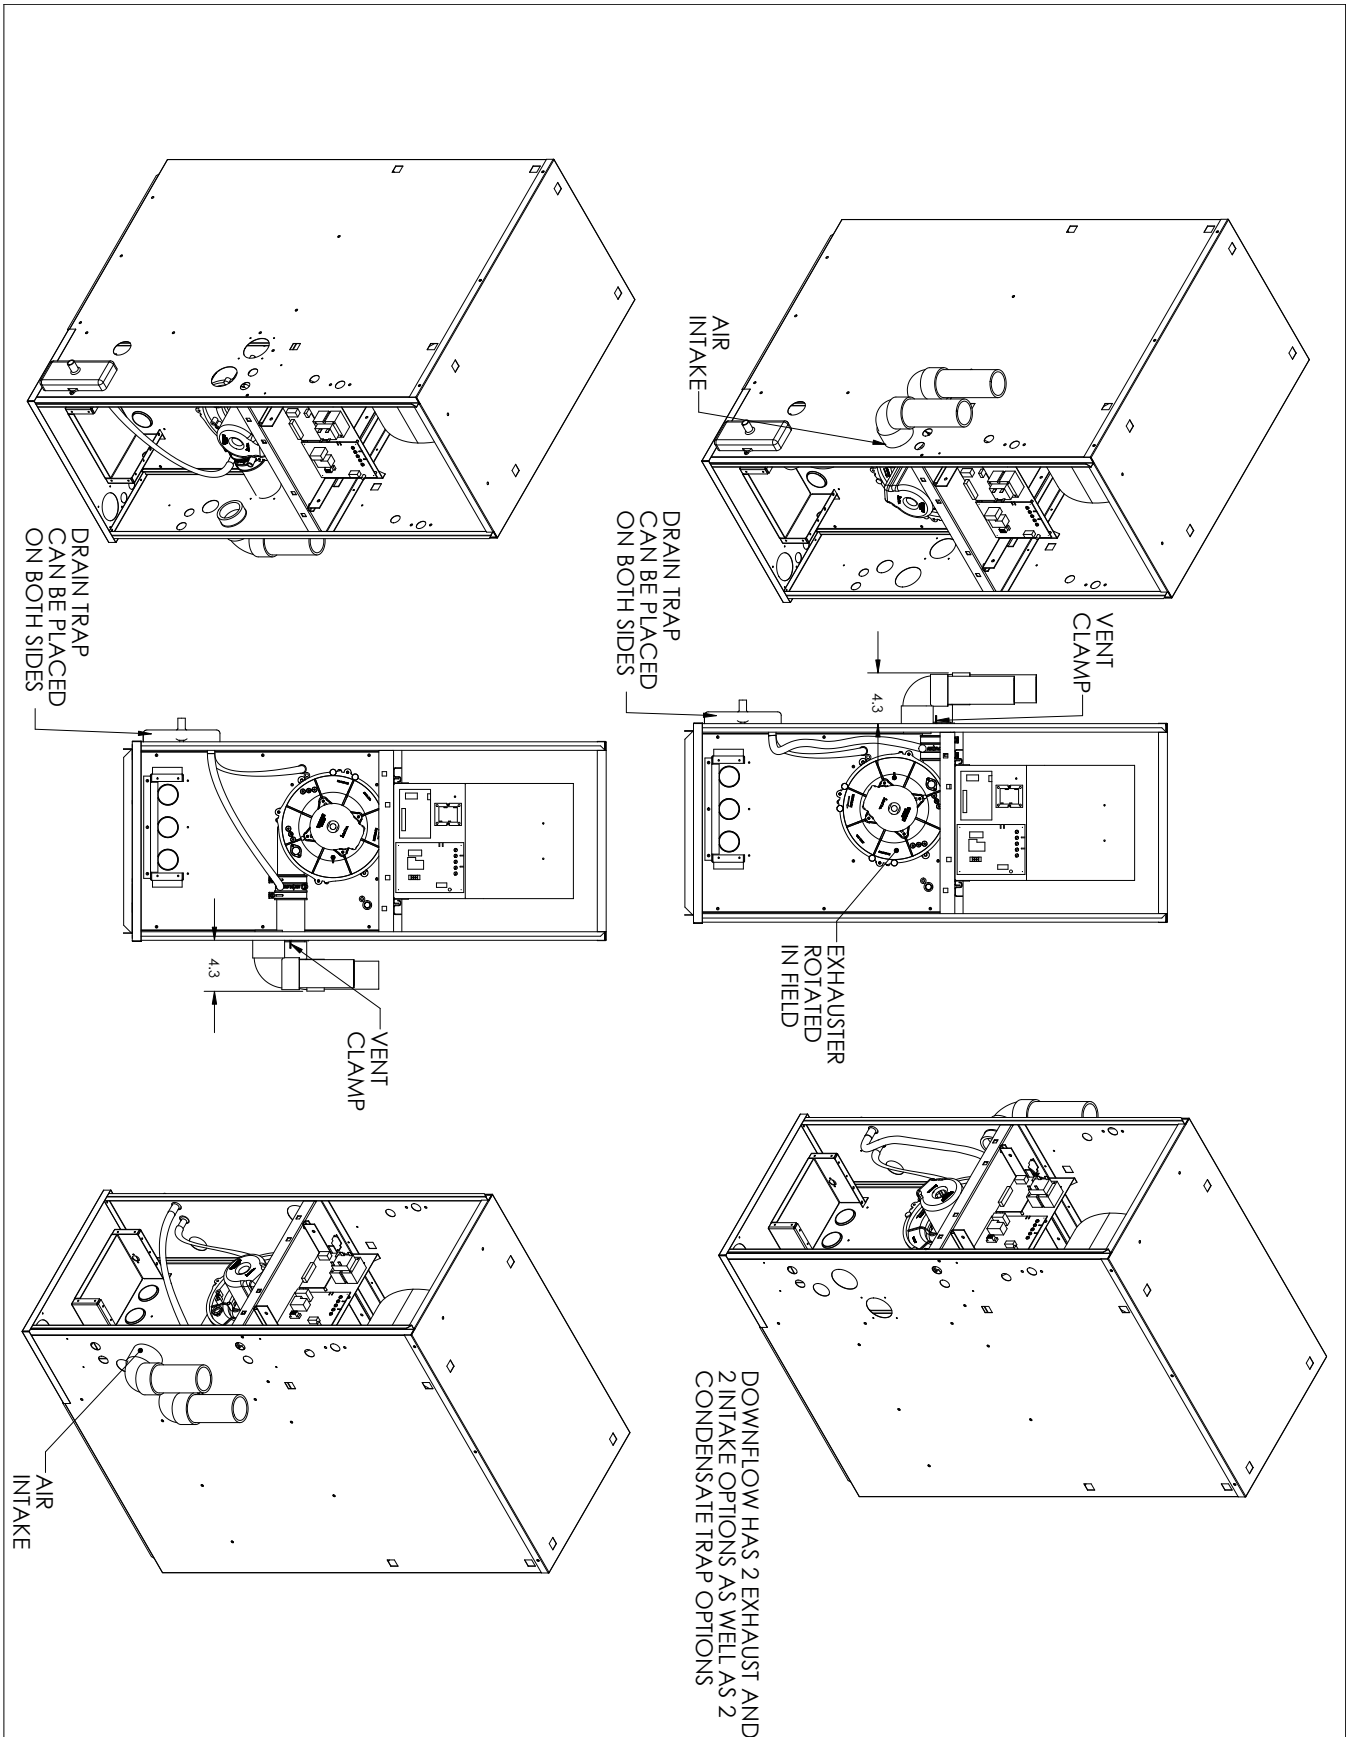 AIR
INTAKE
VENT
CLAMP
4.3
DRAIN TRAP
CAN BE PLACED
ON BOTH SIDES
EXHAUSTER
ROTATED
IN FIELD
DOWNFLOW HAS 2 EXHAUST AND
2 INTAKE OPTIONS AS WELL AS 2
CONDENSATE TRAP OPTIONS
DRAIN TRAP
CAN BE PLACED
ON BOTH SIDES
4.3
VENT
CLAMP
AIR
INTAKE